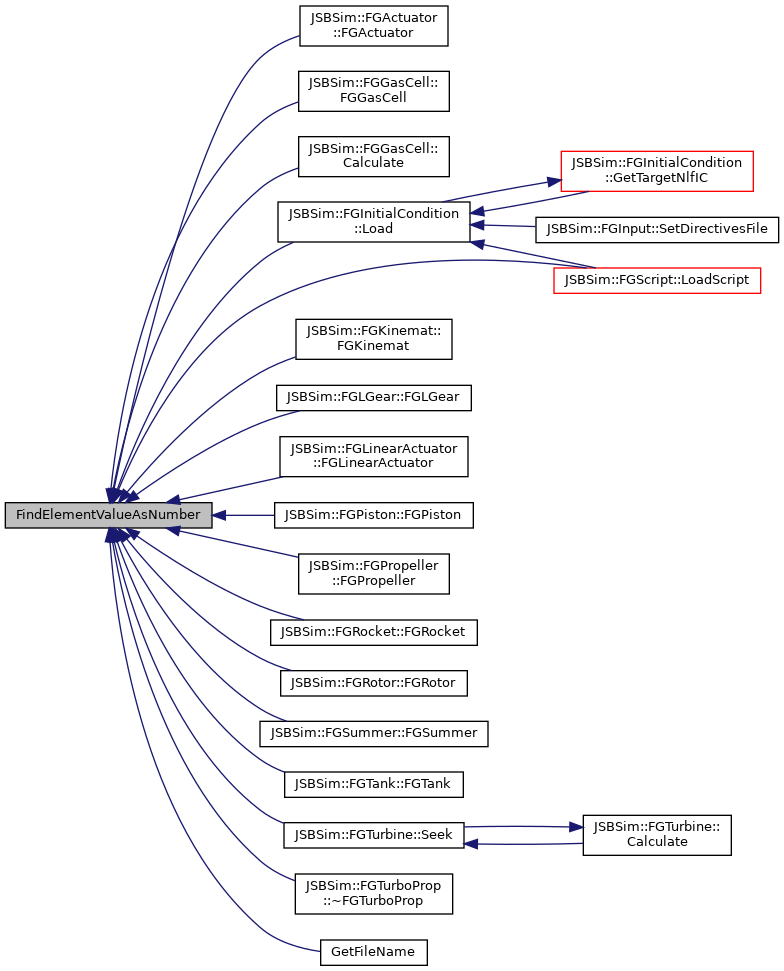 JSBSim::FGActuator
::FGActuator
JSBSim::FGGasCell::
FGGasCell
JSBSim::FGGasCell::
Calculate
JSBSim::FGInitialCondition
::GetTargetNlfIC
JSBSim::FGInitialCondition
::Load
JSBSim::FGInput::SetDirectivesFile
JSBSim::FGScript::LoadScript
JSBSim::FGKinemat::
FGKinemat
JSBSim::FGLGear::FGLGear
JSBSim::FGLinearActuator
::FGLinearActuator
FindElementValueAsNumber
JSBSim::FGPiston::FGPiston
JSBSim::FGPropeller
::FGPropeller
JSBSim::FGRocket::FGRocket
JSBSim::FGRotor::FGRotor
JSBSim::FGSummer::FGSummer
JSBSim::FGTank::FGTank
JSBSim::FGTurbine::Seek
JSBSim::FGTurbine::
Calculate
JSBSim::FGTurboProp
::~FGTurboProp
GetFileName